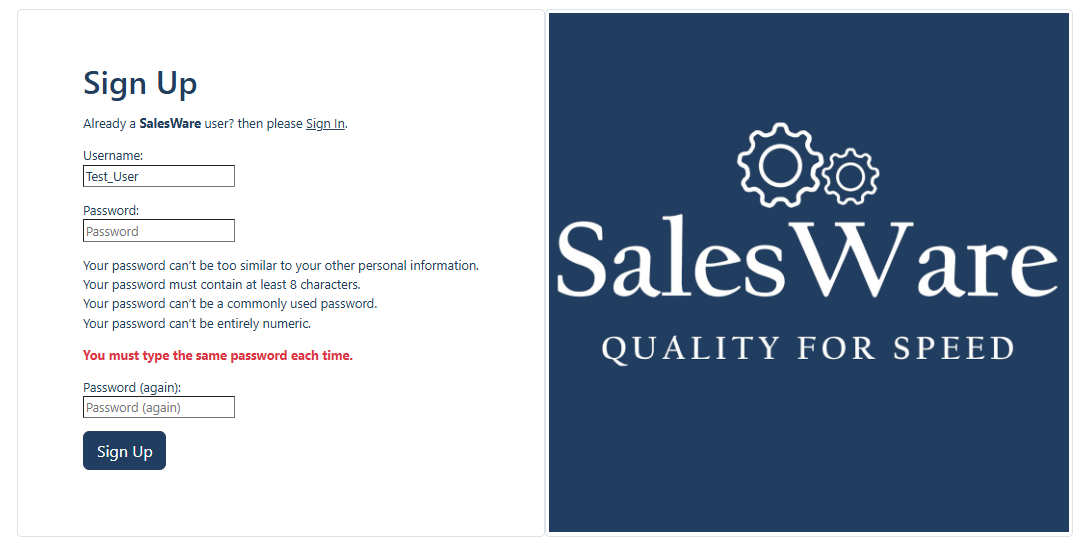 Sign Up
Already a SalesWare user? then please Sign In.
Username:
Test_User
Password:
Password
Your password can't be too similar to your other personal information.
Your password must contain at least 8 characters.
Your password can't be a commonly used password.
Your password can't be entirely numeric.
You must type the same password each time.
Password (again):
Password (again)
Sign Up
SalesWare
QUALITY FOR SPEED